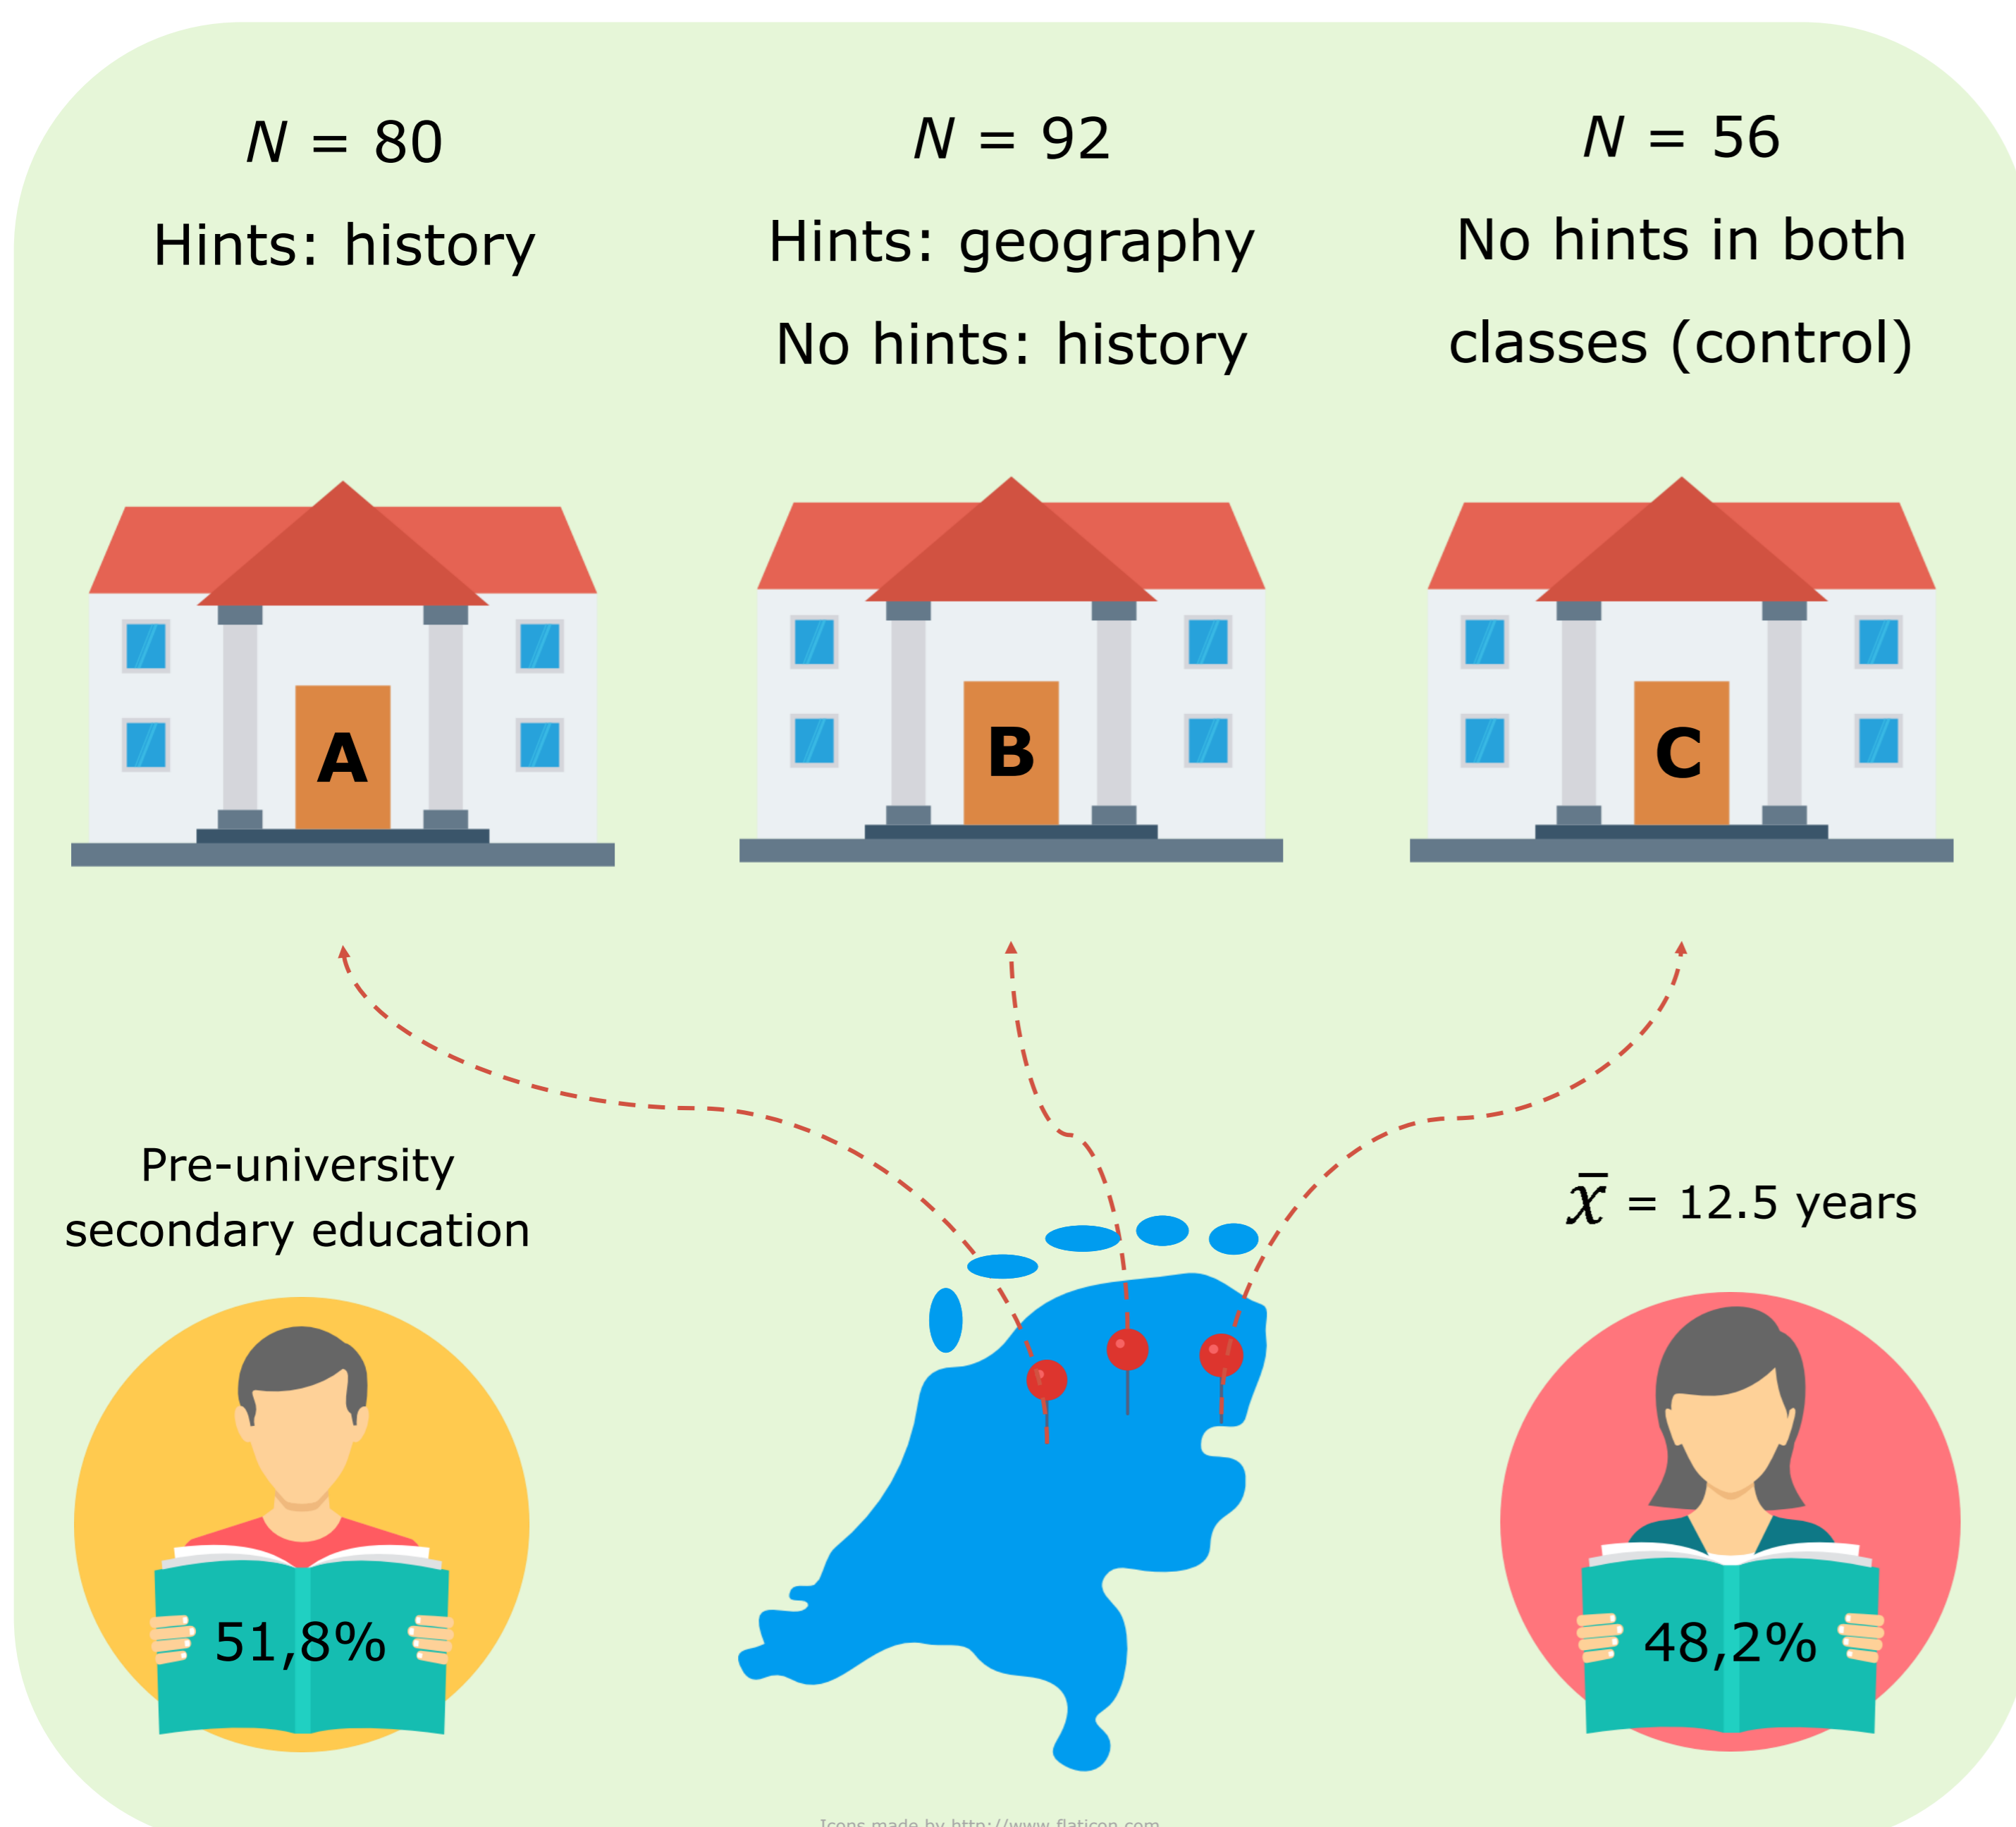 N = 80
Hints: history
N = 92
Hints: geography
No hints: history
N = 56
No hints in both
classes (control)
A
B
C
Pre-university
secondary education
x̅ = 12.5 years
51,8%
48,2%
Icons made by http://www.flaticon.com